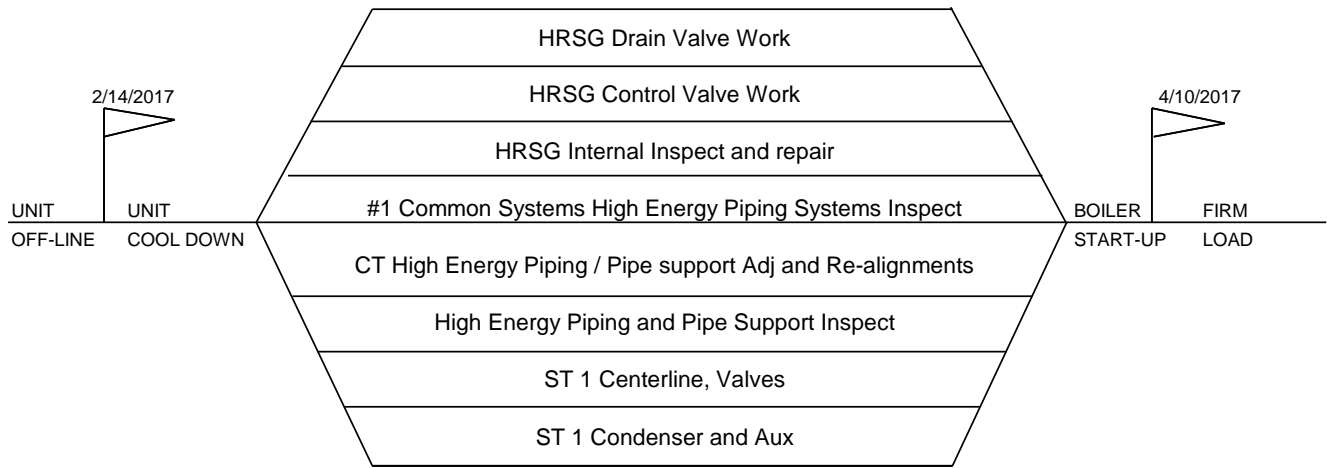 HRSG Drain Valve Work
2/14/2017
HRSG Control Valve Work
4/10/2017
HRSG Internal Inspect and repair
UNIT UNIT #1 Common Systems High Energy Piping Systems Inspect BOILER FIRM
OFF-LINE COOL DOWN START-UP LOAD
CT High Energy Piping / Pipe support Adj and Re-alignments
High Energy Piping and Pipe Support Inspect
ST 1 Centerline, Valves
ST 1 Condenser and Aux